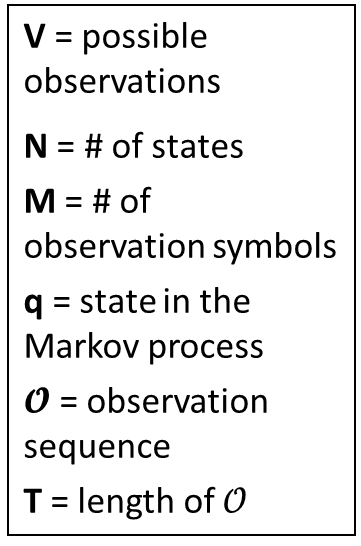 V = possible
observations
N = # of states
M = # of
observation symbols
q = state in the
Markov process
𝓞 = observation
sequence
T = length of 𝒪